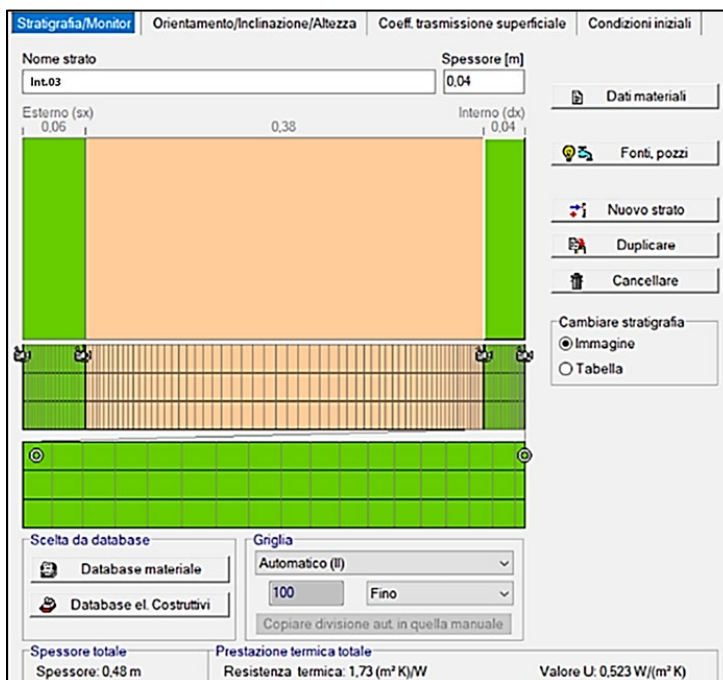 Stratigrafia/Monitor Orientamento/Inclinazione/Altezza Coeff. trasmissione superficiale Condizioni iniziali
Nome strato Spessore [m]
Int.03 0,04
Esterno (sx) Interno (dx)
0,06 0,38 0,04
Dati materiali
Fonti, pozzi
Nuovo strato
Duplicare
Cancellare
Cambiare stratigrafia
Immagine
Tabella
Scelta da database
Database materiale
Database el. Costruttivi
Griglia
Automatico (II)
100 Fino
Copiare divisione aut. in quella manuale
Spessore totale
Spessore: 0,48 m
Prestazione termica totale
Resistenza termica: 1,73 (m² K)/W Valore U: 0,523 W/(m² K)